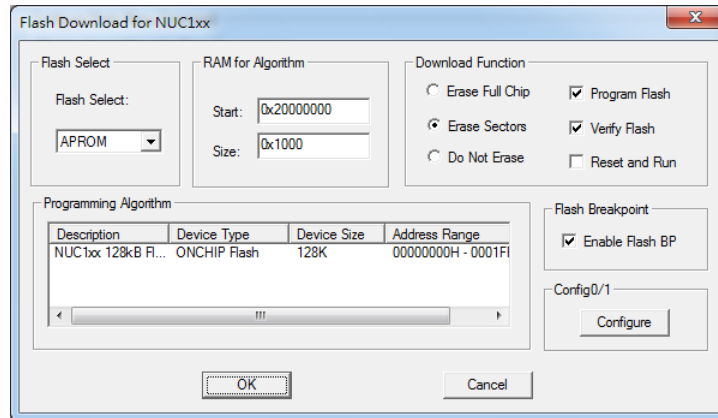 Flash Download for NUC1xx
Flash Select
Flash Select:
APROM
RAM for Algorithm
Start: 0x20000000
Size: 0x1000
Download Function
Erase Full Chip
Program Flash
Erase Sectors
Verify Flash
Do Not Erase
Reset and Run
Programming Algorithm
Description Device Type Device Size Address Range
NUC1xx 128kB Fl... ONCHIP Flash 128K 00000000H - 0001F
Flash Breakpoint
Enable Flash BP
Config0/1
Configure
OK
Cancel